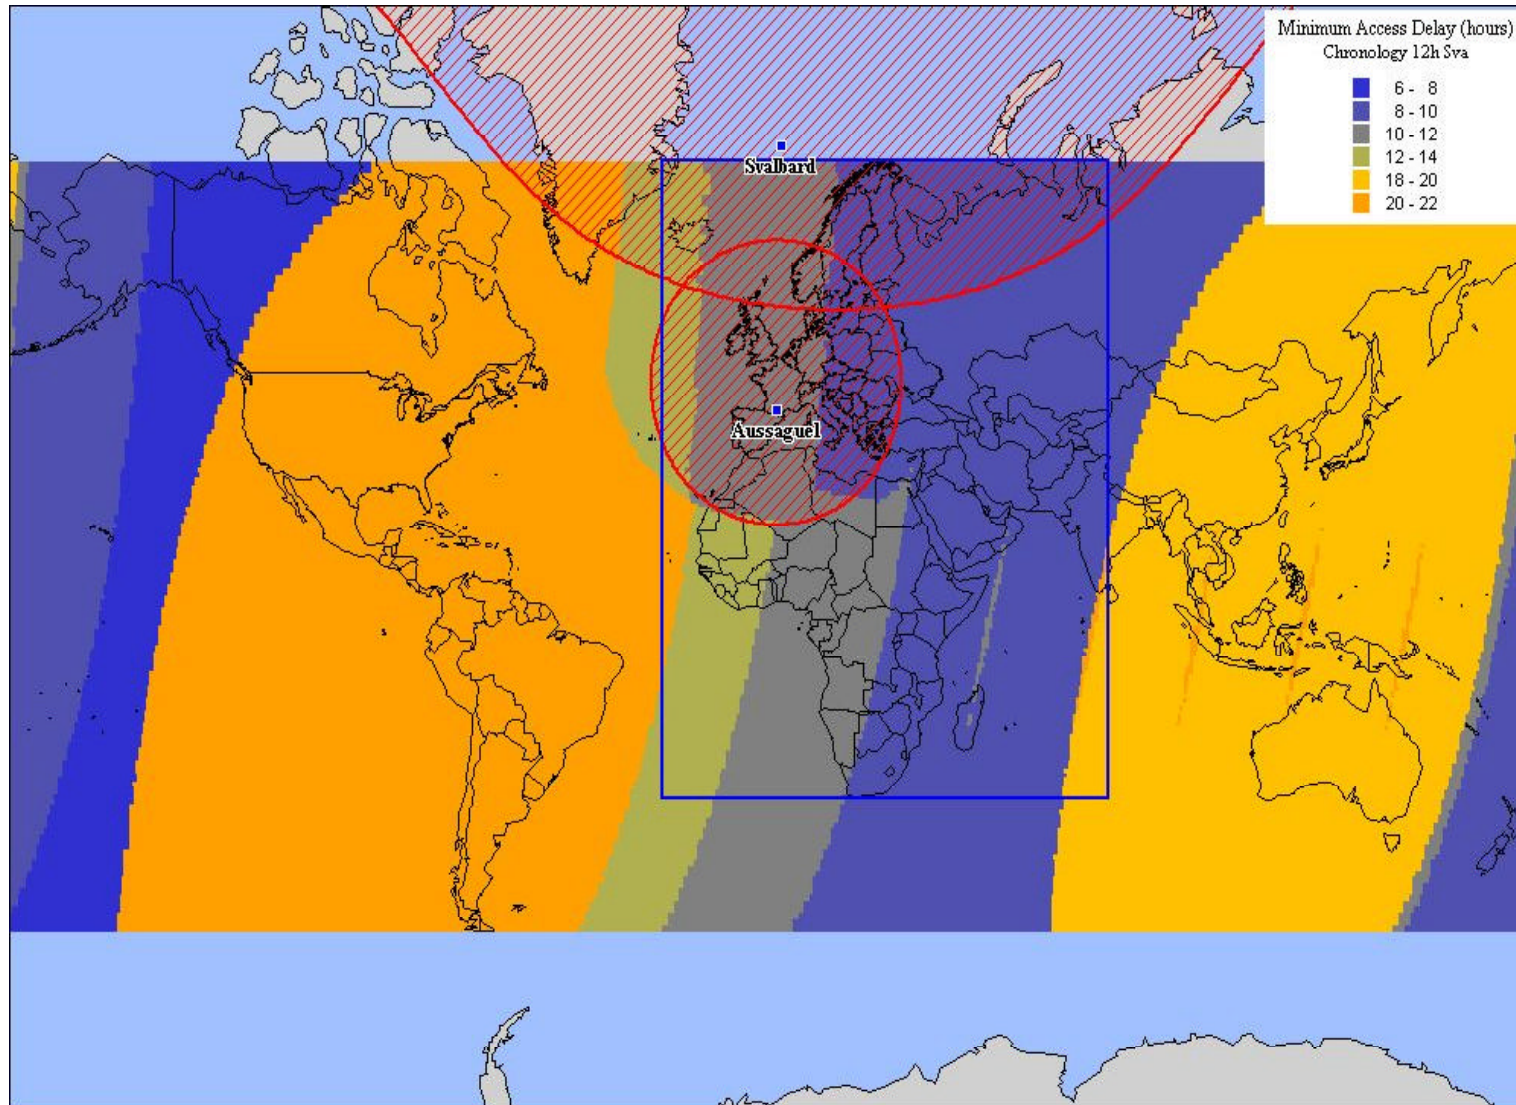 Minimum Access Delay (hours)
Chronology 12h Sva
6 - 8
8 - 10
10 - 12
12 - 14
18 - 20
20 - 22
Svalbard
Aussaguel